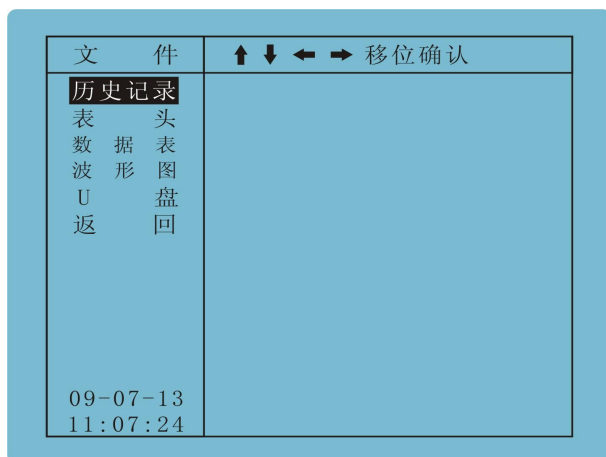 文 件
↑ ↓ ← → 移位确认
历史记录
表 头
数 据 表
波 形 图
U 盘
返 回
09-07-13
11:07:24